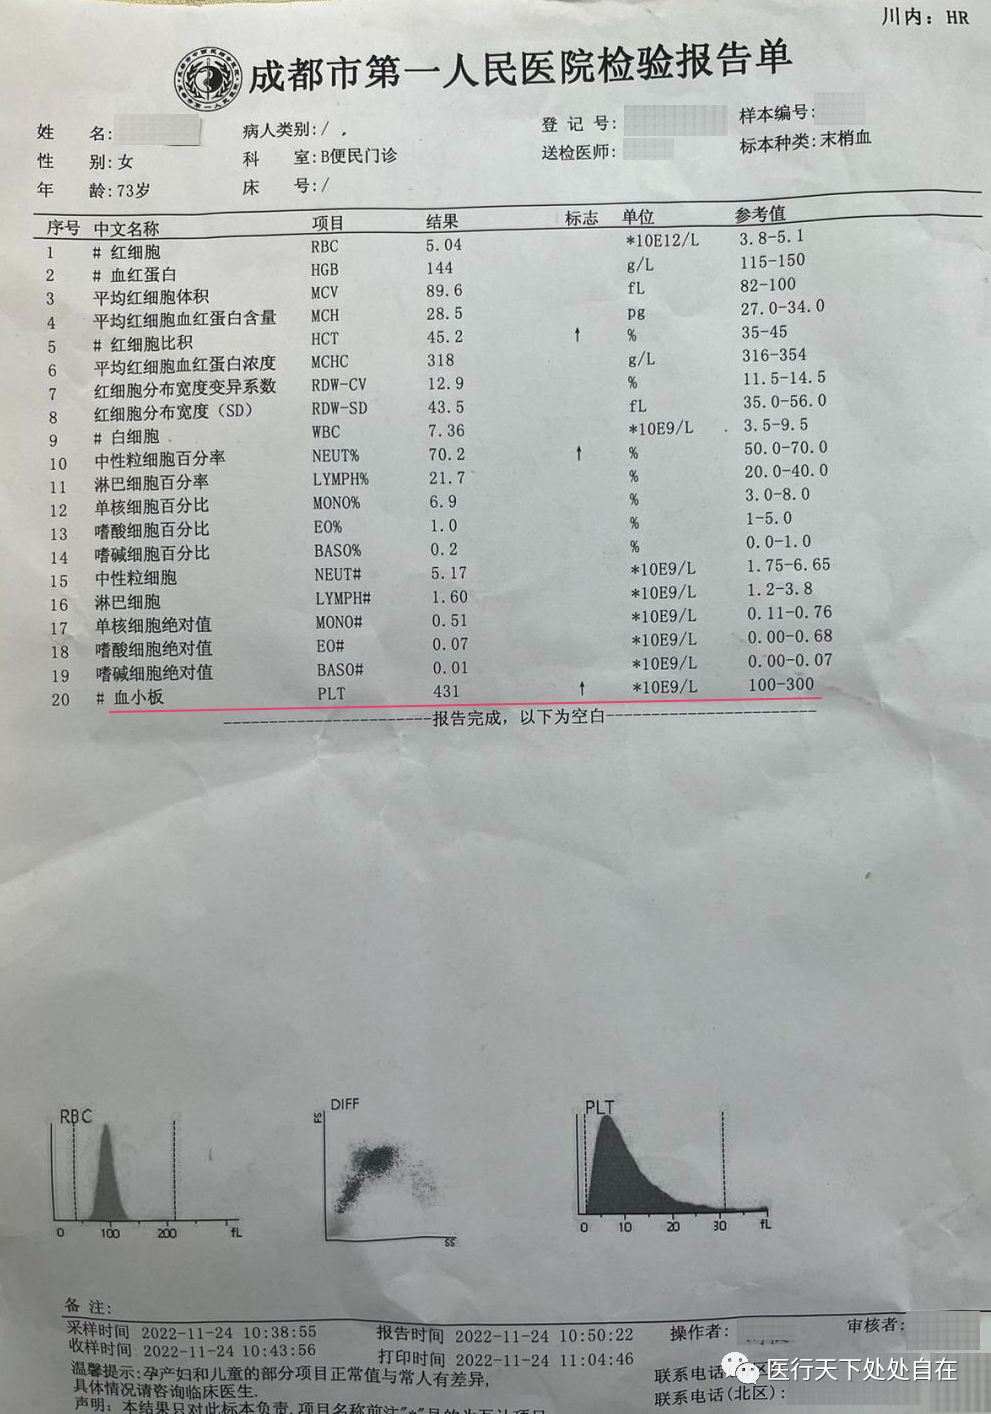 川内：HR
成都市第一人民医院检验报告单
姓 名: 病人类别:/ . 登 记 号: 样本编号:
性 别:女 科 室:B便民门诊 送检医师: 标本种类:末梢血
年 龄:73岁 床 号:/
序号 中文名称 项目 结果 标志 单位 参考值
1 # 红细胞 RBC 5.04 *10E12/L 3.8-5.1
2 # 血红蛋白 HGB 144 g/L 115-150
3 平均红细胞体积 MCV 89.6 fL 82-100
4 平均红细胞血红蛋白含量 MCH 28.5 pg 27.0-34.0
5 # 红细胞比积 HCT 45.2 ↑ % 35-45
6 平均红细胞血红蛋白浓度 MCHC 318 g/L 316-354
7 红细胞分布宽度变异系数 RDW-CV 12.9 % 11.5-14.5
8 红细胞分布宽度（SD） RDW-SD 43.5 fL 35.0-56.0
9 # 白细胞 WBC 7.36 *10E9/L 3.5-9.5
10 中性粒细胞百分率 NEUT% 70.2 ↑ % 50.0-70.0
11 淋巴细胞百分率 LYMPH% 21.7 % 20.0-40.0
12 单核细胞百分比 MONO% 6.9 % 3.0-8.0
13 嗜酸细胞百分比 EO% 1.0 % 1-5.0
14 嗜碱细胞百分比 BASO% 0.2 % 0.0-1.0
15 中性粒细胞 NEUT# 5.17 *10E9/L 1.75-6.65
16 淋巴细胞 LYMPH# 1.60 *10E9/L 1.2-3.8
17 单核细胞绝对值 MONO# 0.51 *10E9/L 0.11-0.76
18 嗜酸细胞绝对值 EO# 0.07 *10E9/L 0.00-0.68
19 嗜碱细胞绝对值 BASO# 0.01 *10E9/L 0.00-0.07
20 # 血小板 PLT 431 ↑ *10E9/L 100-300
-----------------------报告完成，以下为空白-----------------------
RBC DIFF PLT
FS
0 100 200 fL SS 0 10 20 30 fL
备 注:
采样时间 2022-11-24 10:38:55 报告时间 2022-11-24 10:50:22 操作者: 审核者:
收样时间 2022-11-24 10:43:56 打印时间 2022-11-24 11:04:46
温馨提示:孕产妇和儿童的部分项目正常值与常人有差异, 联系电话
具体情况请咨询临床医生. 联系电话(北区):
声明: 本结果只对此标本负责,项目名称前注"*"
医行天下处处自在